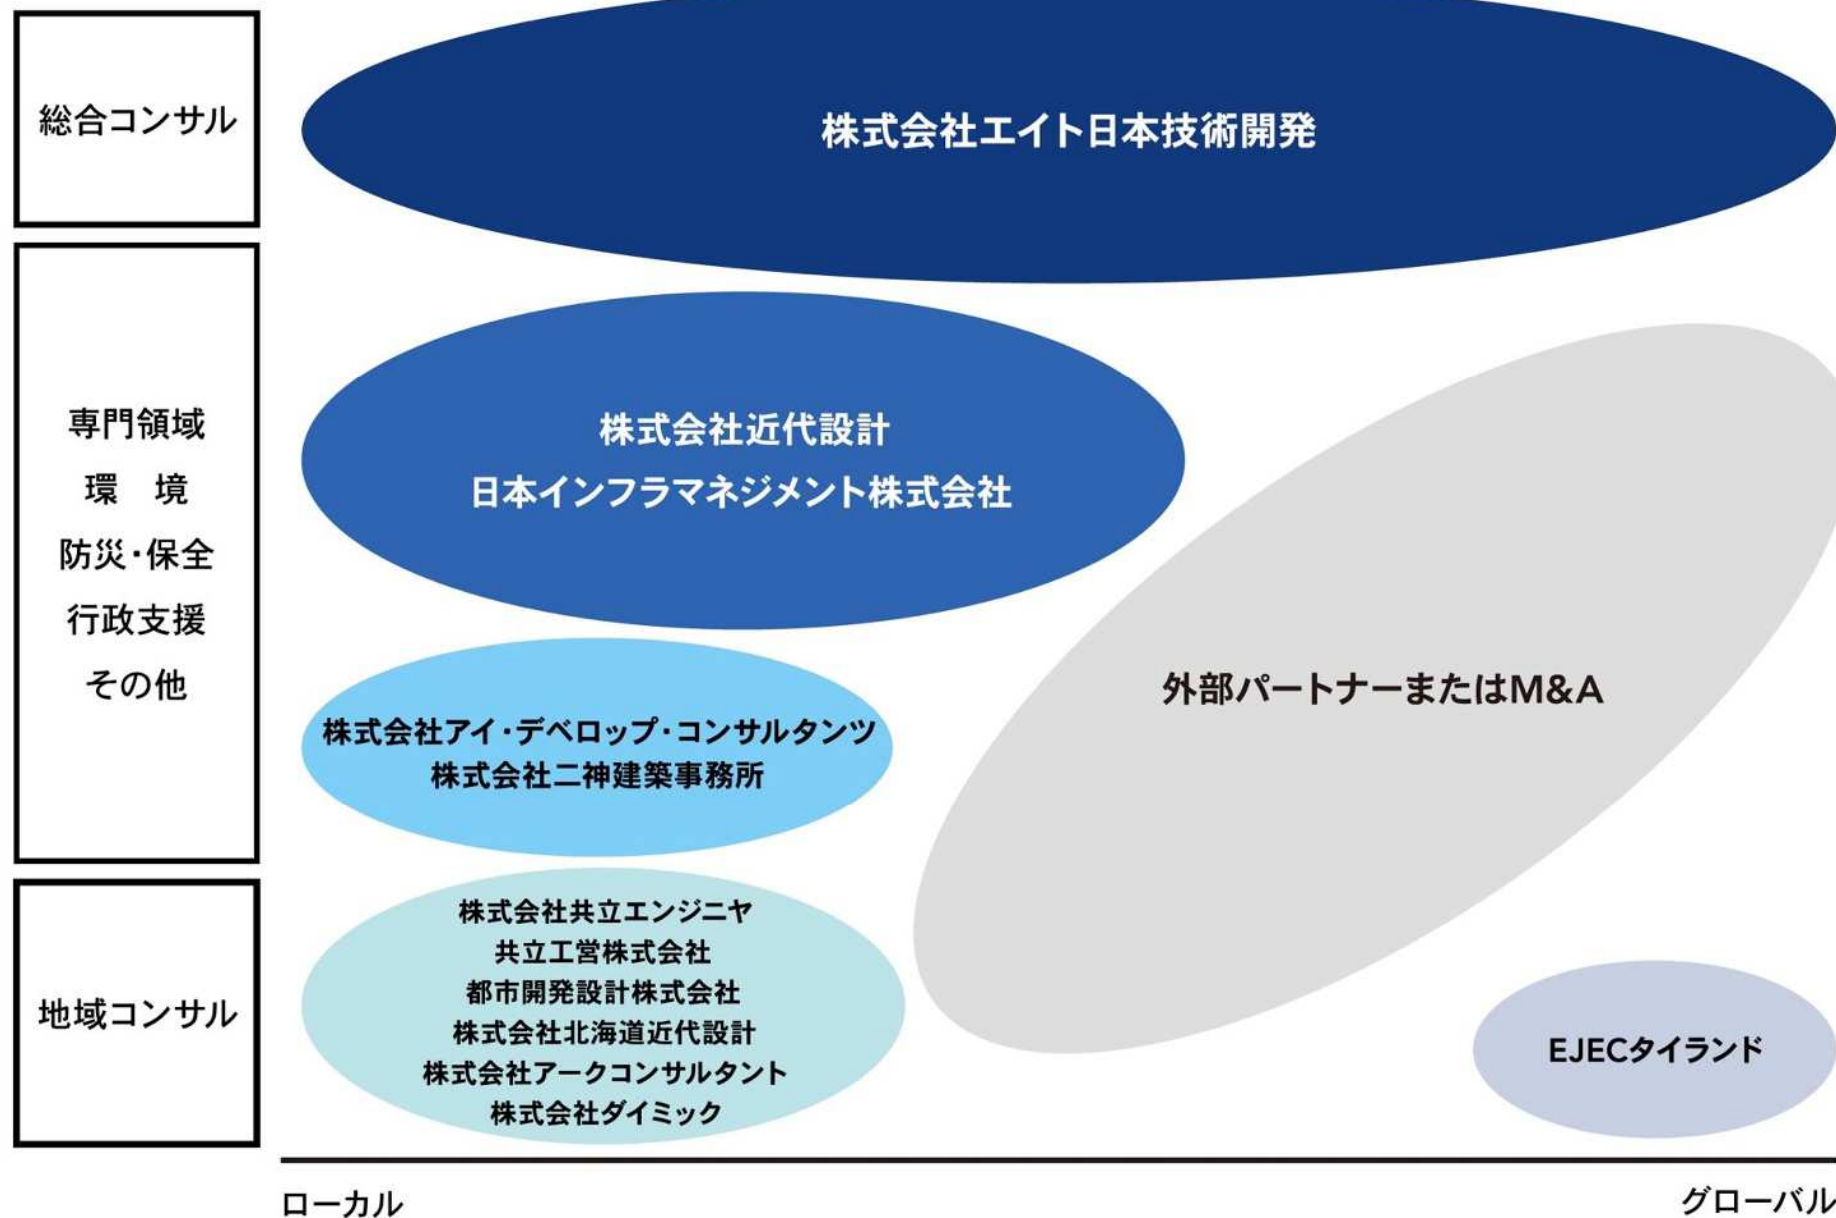 総合コンサル
株式会社エイト日本技術開発
専門領域
環　境
防災・保全
行政支援
その他
株式会社近代設計
日本インフラマネジメント株式会社
外部パートナーまたはM&A
株式会社アイ・デベロップ・コンサルタンツ
株式会社二神建築事務所
地域コンサル
株式会社共立エンジニヤ
共立工営株式会社
都市開発設計株式会社
株式会社北海道近代設計
株式会社アークコンサルタント
株式会社ダイミック
EJECタイランド
ローカル
グローバル